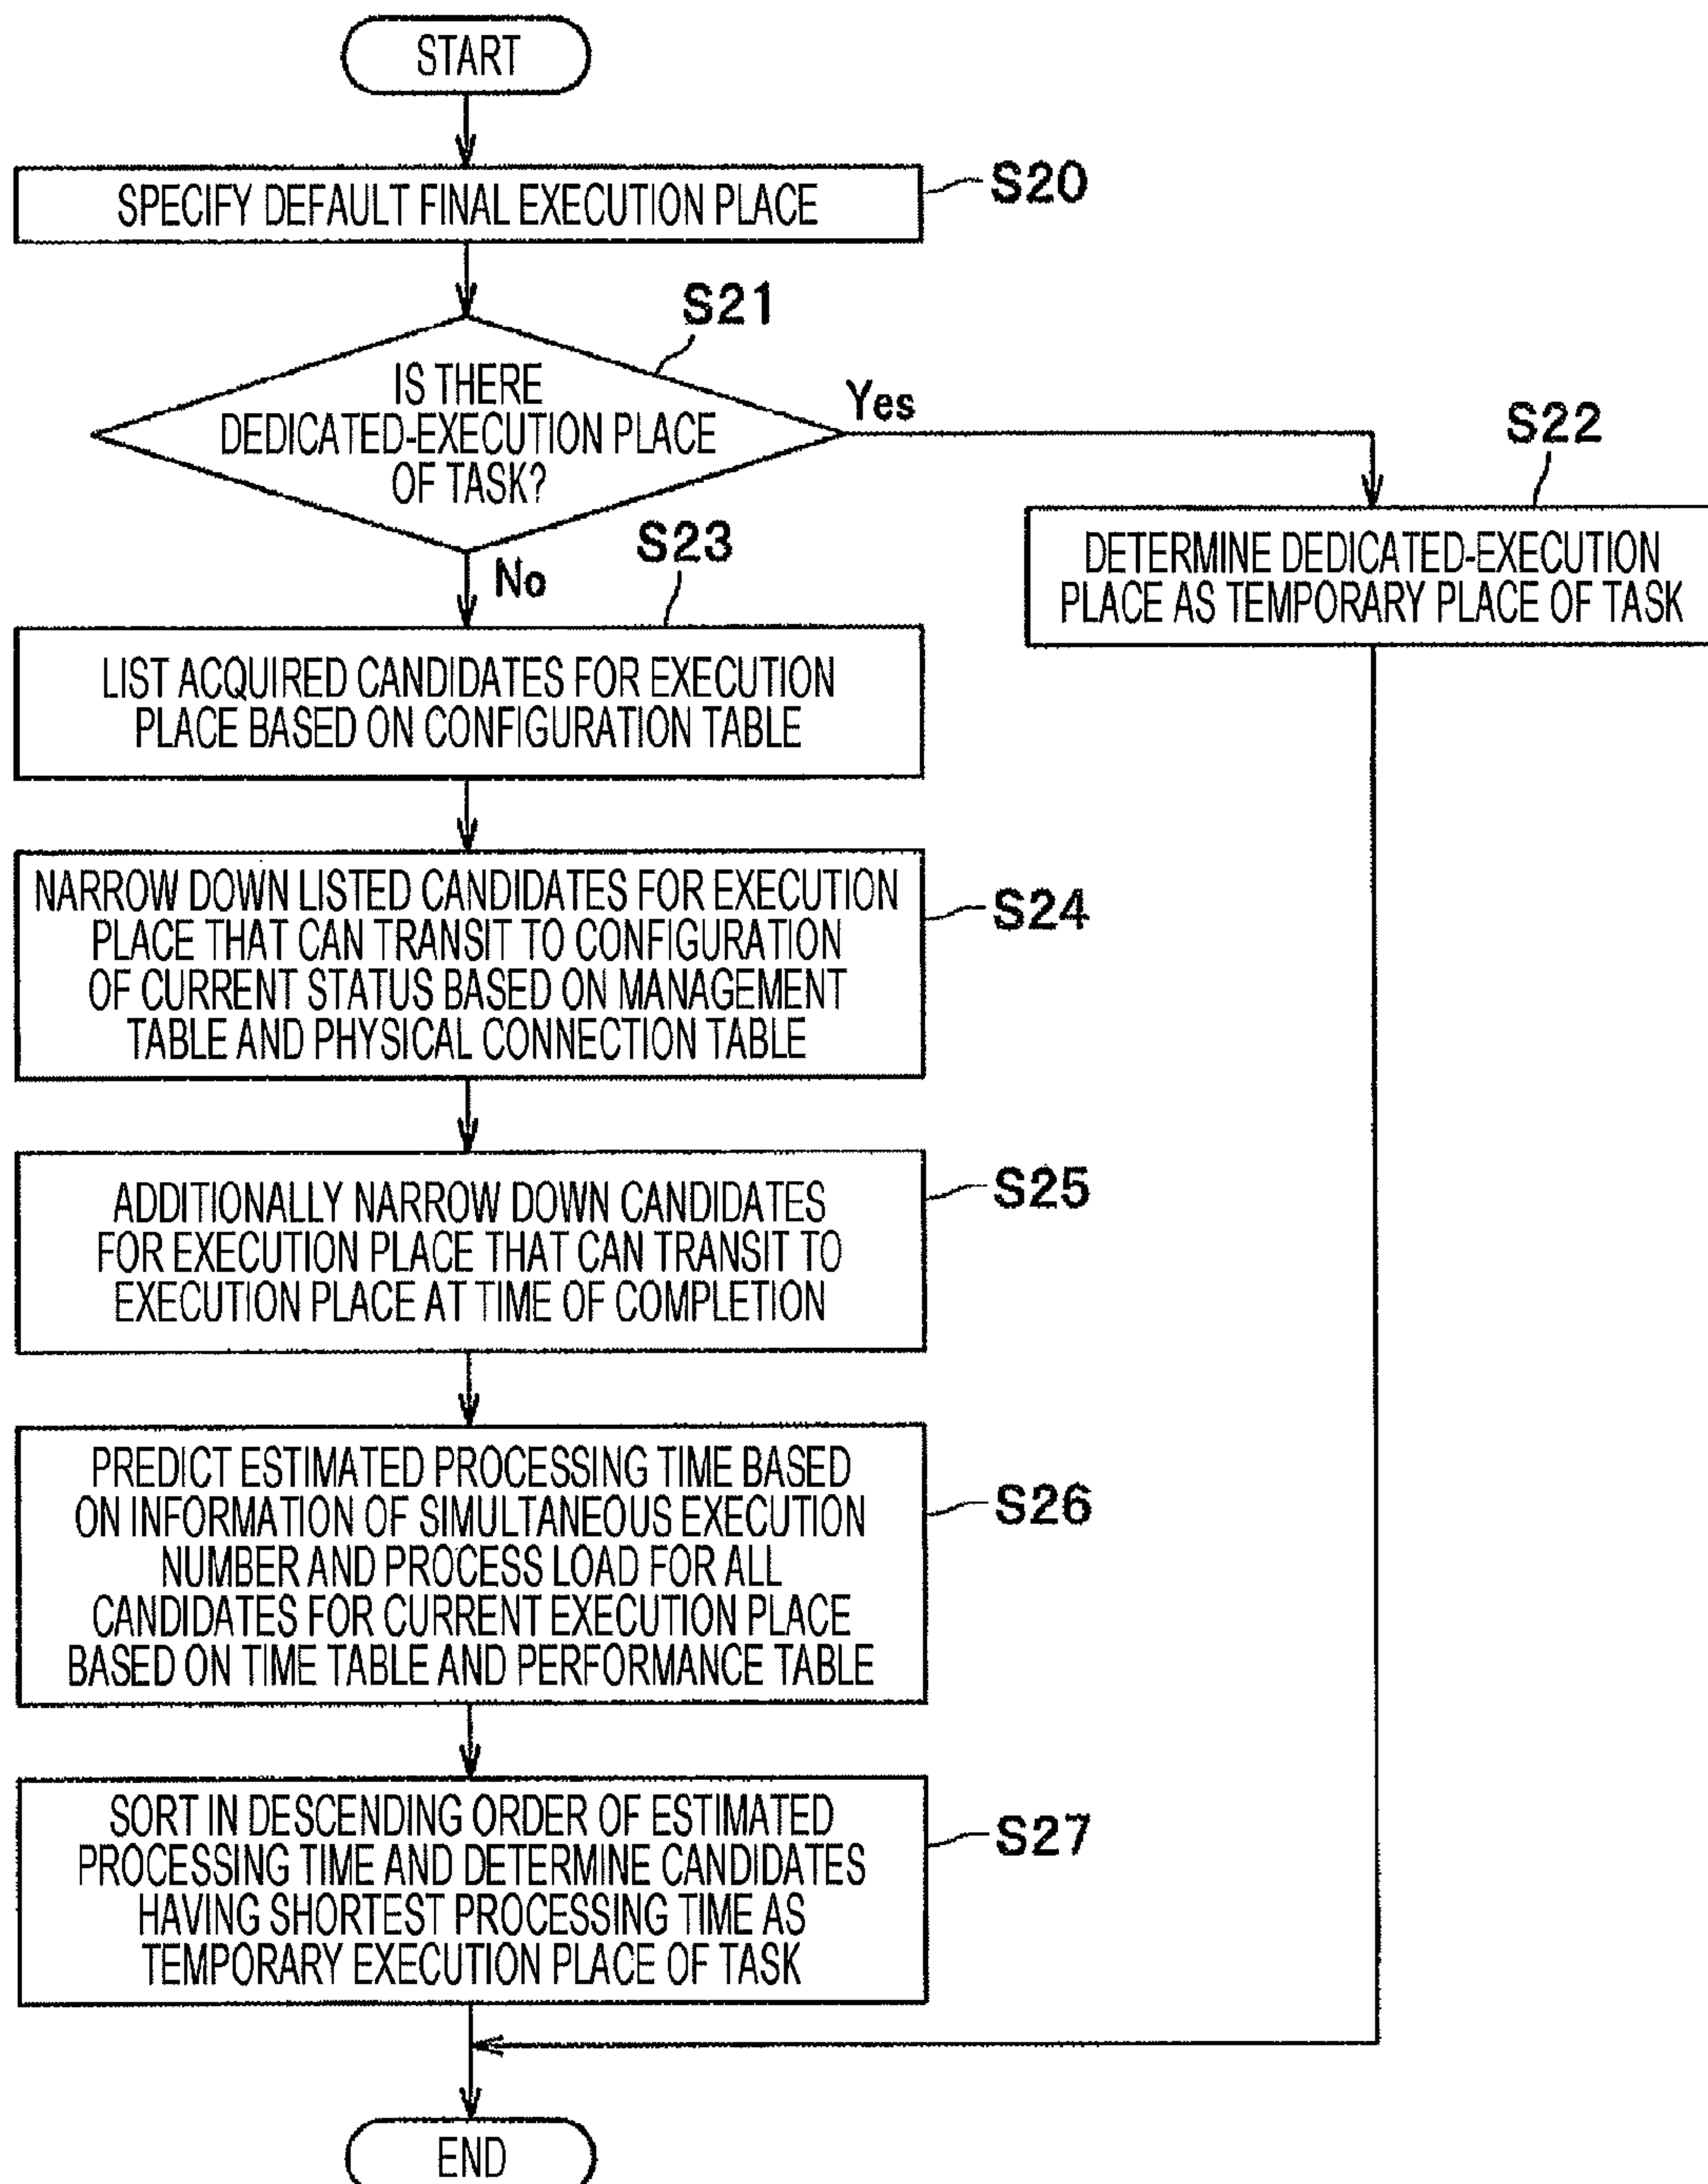 START
SPECIFY DEFAULT FINAL EXECUTION PLACE
S20
S21
IS THERE
DEDICATED-EXECUTION PLACE
OF TASK?
Yes
S22
DETERMINE DEDICATED-EXECUTION
PLACE AS TEMPORARY PLACE OF TASK
No
S23
LIST ACQUIRED CANDIDATES FOR EXECUTION
PLACE BASED ON CONFIGURATION TABLE
NARROW DOWN LISTED CANDIDATES FOR EXECUTION
PLACE THAT CAN TRANSIT TO CONFIGURATION
OF CURRENT STATUS BASED ON MANAGEMENT
TABLE AND PHYSICAL CONNECTION TABLE
S24
ADDITIONALLY NARROW DOWN CANDIDATES
FOR EXECUTION PLACE THAT CAN TRANSIT TO
EXECUTION PLACE AT TIME OF COMPLETION
S25
PREDICT ESTIMATED PROCESSING TIME BASED
ON INFORMATION OF SIMULTANEOUS EXECUTION
NUMBER AND PROCESS LOAD FOR ALL
CANDIDATES FOR CURRENT EXECUTION PLACE
BASED ON TIME TABLE AND PERFORMANCE TABLE
S26
SORT IN DESCENDING ORDER OF ESTIMATED
PROCESSING TIME AND DETERMINE CANDIDATES
HAVING SHORTEST PROCESSING TIME AS
TEMPORARY EXECUTION PLACE OF TASK
S27
END